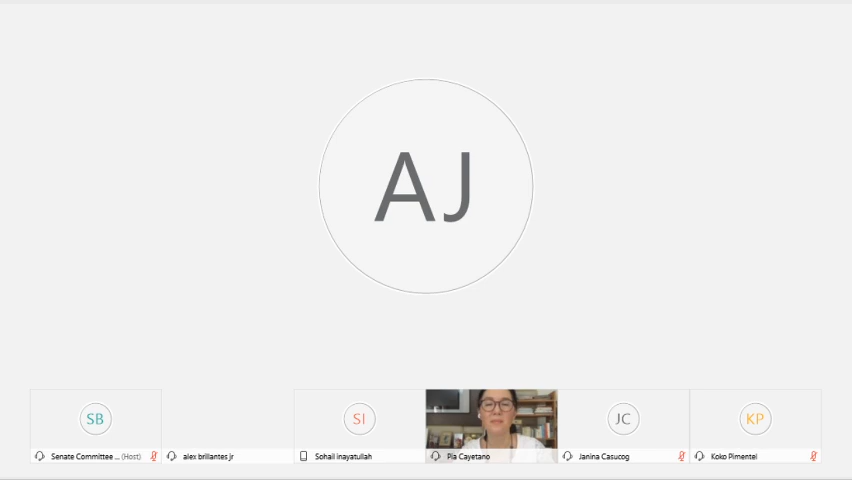 AJ
SB
SI
JC
KP
Senate Committee ... (Host)
alex brillantes jr
Sohail inayatullah
Pia Cayetano
Janina Casucog
Koko Pimentel